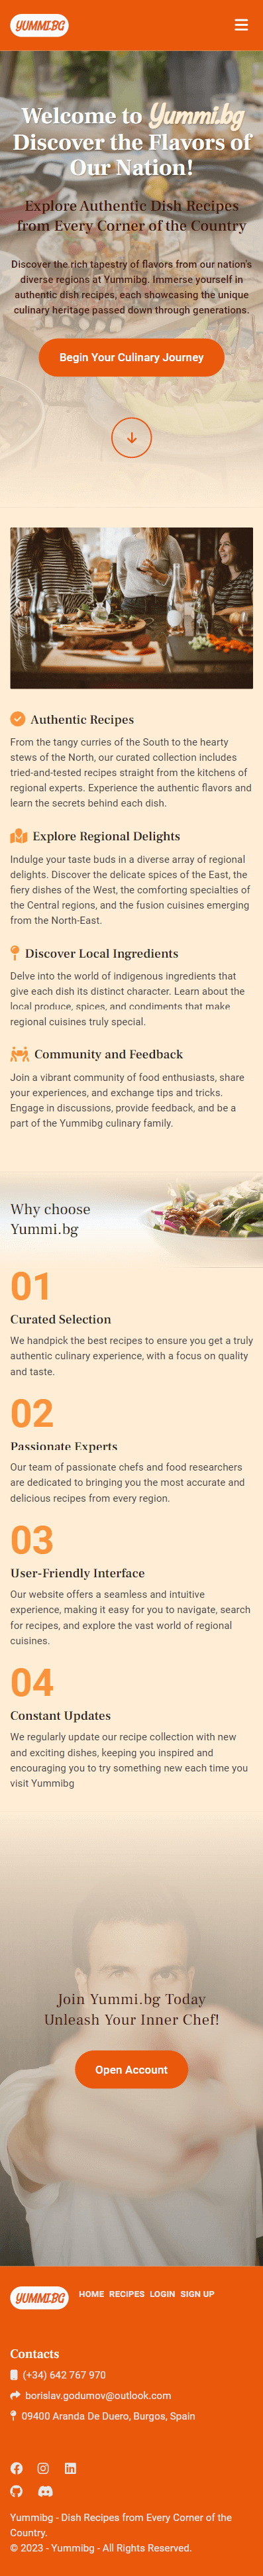 YUMMI.BG
Welcome to Yummi.bg
Discover the Flavors of
Our Nation!
Explore Authentic Dish Recipes
from Every Corner of the Country
Discover the rich tapestry of flavors from our nation's
diverse regions at Yummibg. Immerse yourself in
authentic dish recipes, each showcasing the unique
culinary heritage passed down through generations.
Begin Your Culinary Journey
Authentic Recipes
From the tangy curries of the South to the hearty
stews of the North, our curated collection includes
tried-and-tested recipes straight from the kitchens of
regional experts. Experience the authentic flavors and
learn the secrets behind each dish.
Explore Regional Delights
Indulge your taste buds in a diverse array of regional
delights. Discover the delicate spices of the East, the
fiery dishes of the West, the comforting specialties of
the Central regions, and the fusion cuisines emerging
from the North-East.
Discover Local Ingredients
Delve into the world of indigenous ingredients that
give each dish its distinct character. Learn about the
local produce, spices, and condiments that make
regional cuisines truly special.
Community and Feedback
Join a vibrant community of food enthusiasts, share
your experiences, and exchange tips and tricks.
Engage in discussions, provide feedback, and be a
part of the Yummibg culinary family.
Why choose
Yummi.bg
01
Curated Selection
We handpick the best recipes to ensure you get a truly
authentic culinary experience, with a focus on quality
and taste.
02
Passionate Experts
Our team of passionate chefs and food researchers
are dedicated to bringing you the most accurate and
delicious recipes from every region.
03
User-Friendly Interface
Our website offers a seamless and intuitive
experience, making it easy for you to navigate, search
for recipes, and explore the vast world of regional
cuisines.
04
Constant Updates
We regularly update our recipe collection with new
and exciting dishes, keeping you inspired and
encouraging you to try something new each time you
visit Yummibg
Join Yummi.bg Today
Unleash Your Inner Chef!
Open Account
YUMMI.BG HOME RECIPES LOGIN SIGN UP
Contacts
(+34) 642 767 970
borislav.godumov@outlook.com
09400 Aranda De Duero, Burgos, Spain
Yummibg - Dish Recipes from Every Corner of the
Country.
© 2023 - Yummibg - All Rights Reserved.